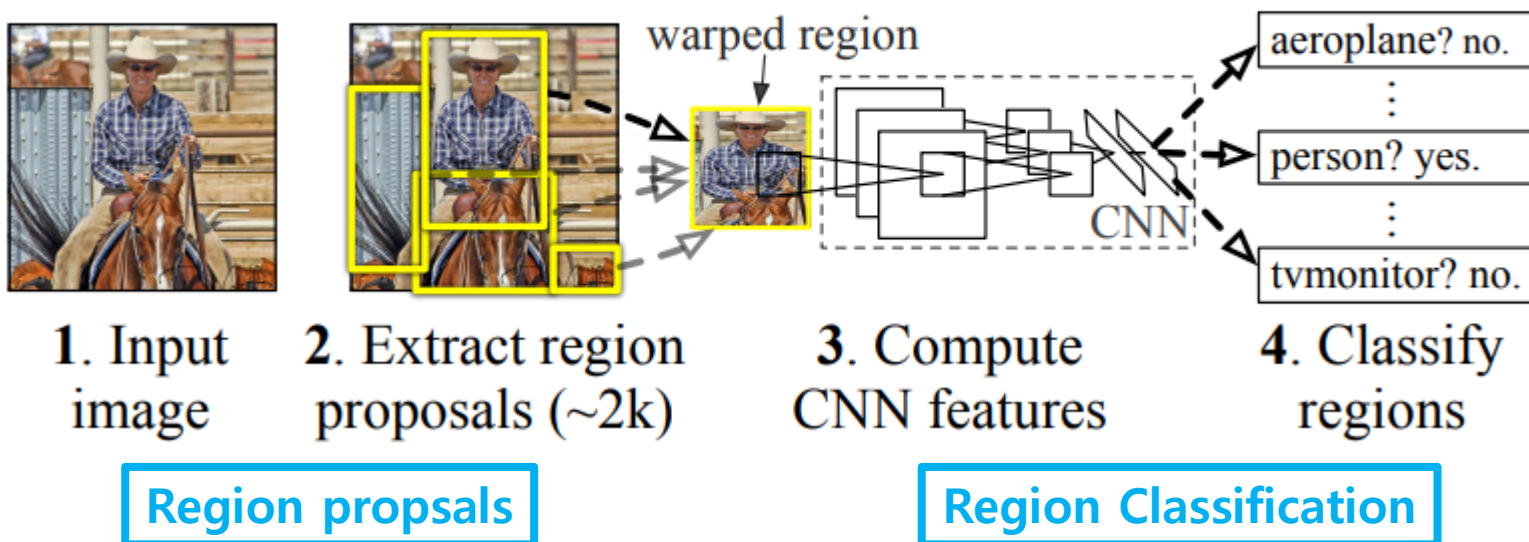 warped region
aeroplane? no.
⋮
person? yes.
⋮
tvmonitor? no.
CNN
1. Input
image
2. Extract region
proposals (~2k)
3. Compute
CNN features
4. Classify
regions
Region propsals
Region Classification